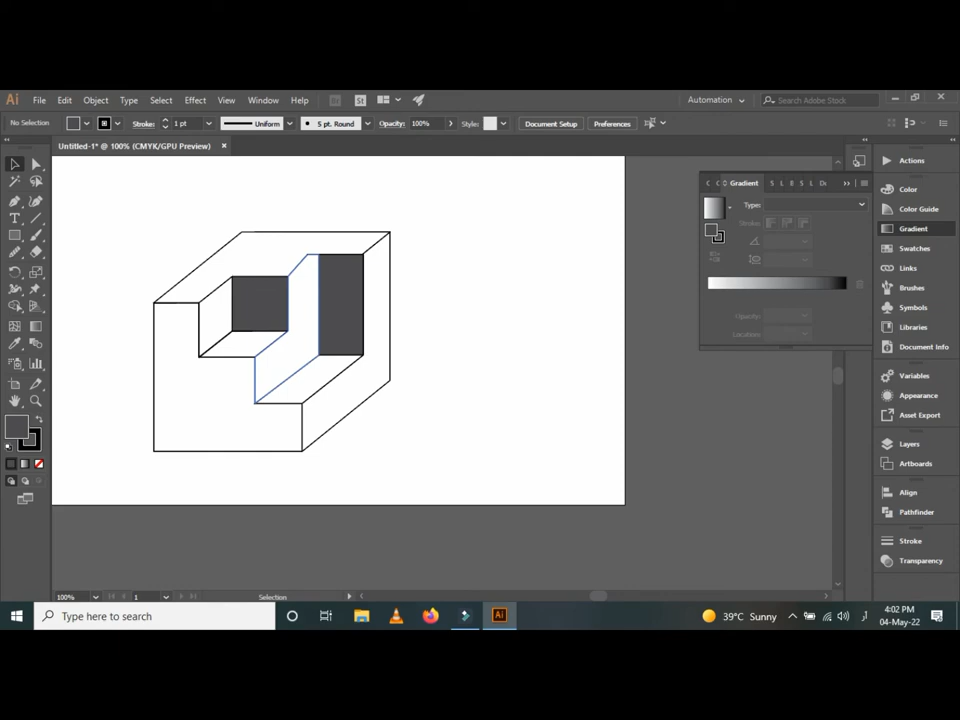 Ai File Edit Object Type Select Effect View Window Help Br St Automation Search Adobe Stock
No Selection Stroke: 1 pt Uniform 5 pt. Round Opacity: 100% Style: Document Setup Preferences
Untitled-1* @ 100% (CMYK/GPU Preview)
Gradient S L B S L
Type:
Stroke:
Opacity:
Location:
Actions
Color
Color Guide
Gradient
Swatches
Links
Brushes
Symbols
Libraries
Document Info
Variables
Appearance
Asset Export
Layers
Artboards
Align
Pathfinder
Stroke
Transparency
100% 1 Selection
Type here to search
Ai
39°C Sunny
4:02 PM
04-May-22